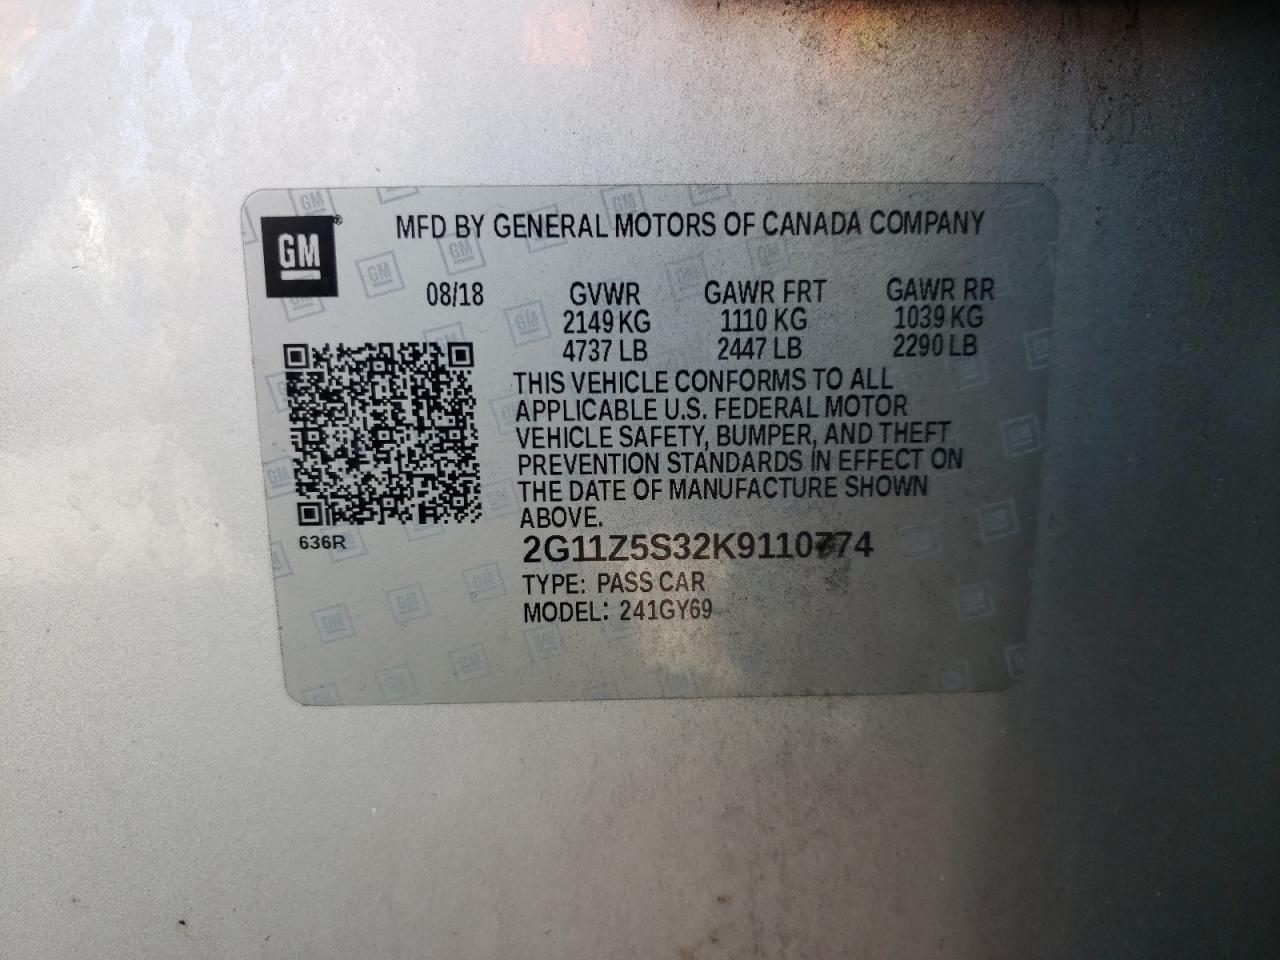 GM®
MFD BY GENERAL MOTORS OF CANADA COMPANY
08/18 GVWR GAWR FRT GAWR RR
2149 KG 1110 KG 1039 KG
4737 LB 2447 LB 2290 LB
THIS VEHICLE CONFORMS TO ALL
APPLICABLE U.S. FEDERAL MOTOR
VEHICLE SAFETY, BUMPER, AND THEFT
PREVENTION STANDARDS IN EFFECT ON
THE DATE OF MANUFACTURE SHOWN
ABOVE.
636R
2G11Z5S32K9110774
TYPE: PASS CAR
MODEL: 241GY69